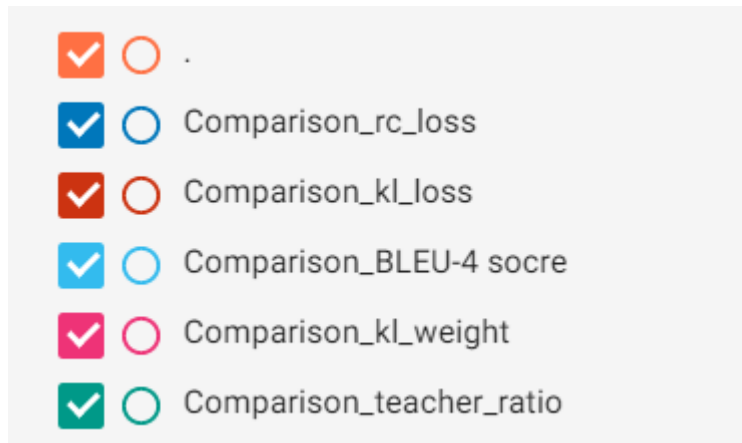 .
Comparison_rc_loss
Comparison_kl_loss
Comparison_BLEU-4 socre
Comparison_kl_weight
Comparison_teacher_ratio